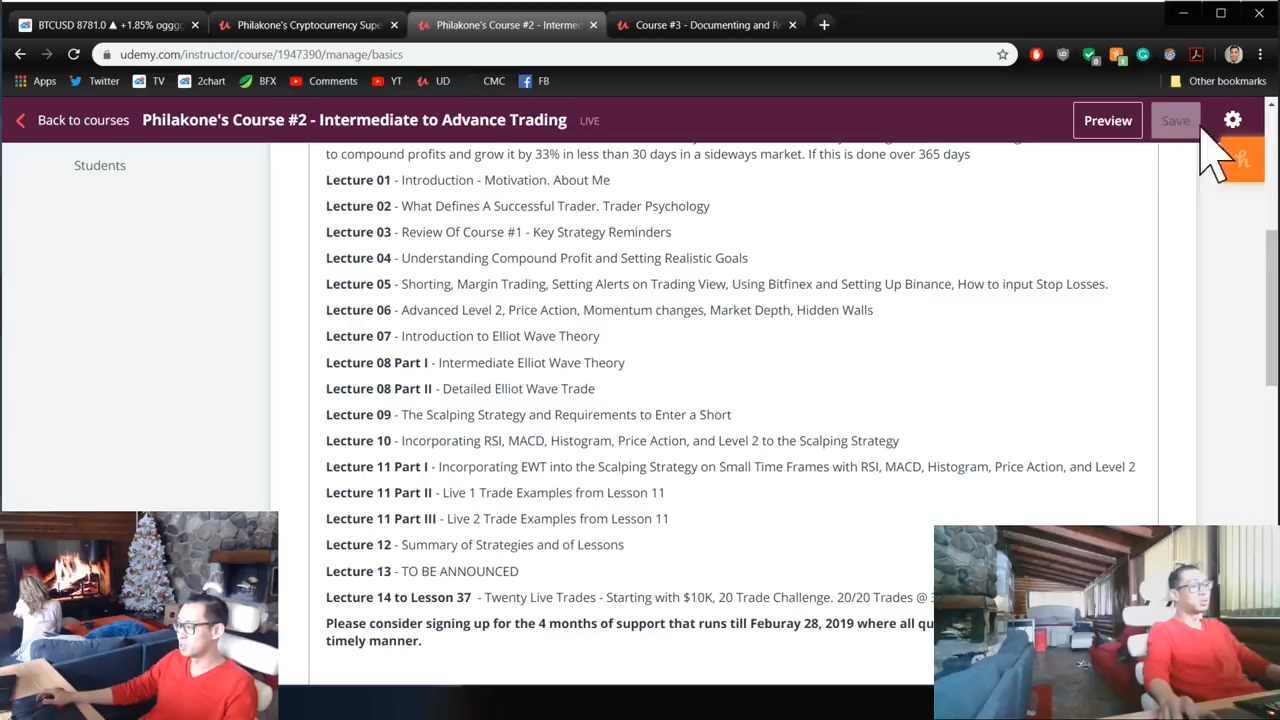 BTCUSD 8781.0 ▲ +1.85% oggg
Philakone's Cryptocurrency Supe
Philakone's Course #2 - Intermed
Course #3 - Documenting and R
udemy.com/instructor/course/1947390/manage/basics
Apps Twitter TV 2chart BFX Comments YT UD CMC FB Other bookmarks
Back to courses Philakone's Course #2 - Intermediate to Advance Trading LIVE Preview Save
Students
to compound profits and grow it by 33% in less than 30 days in a sideways market. If this is done over 365 days
Lecture 01 - Introduction - Motivation. About Me
Lecture 02 - What Defines A Successful Trader. Trader Psychology
Lecture 03 - Review Of Course #1 - Key Strategy Reminders
Lecture 04 - Understanding Compound Profit and Setting Realistic Goals
Lecture 05 - Shorting, Margin Trading, Setting Alerts on Trading View, Using Bitfinex and Setting Up Binance, How to input Stop Losses.
Lecture 06 - Advanced Level 2, Price Action, Momentum changes, Market Depth, Hidden Walls
Lecture 07 - Introduction to Elliot Wave Theory
Lecture 08 Part I - Intermediate Elliot Wave Theory
Lecture 08 Part II - Detailed Elliot Wave Trade
Lecture 09 - The Scalping Strategy and Requirements to Enter a Short
Lecture 10 - Incorporating RSI, MACD, Histogram, Price Action, and Level 2 to the Scalping Strategy
Lecture 11 Part I - Incorporating EWT into the Scalping Strategy on Small Time Frames with RSI, MACD, Histogram, Price Action, and Level 2
Lecture 11 Part II - Live 1 Trade Examples from Lesson 11
Lecture 11 Part III - Live 2 Trade Examples from Lesson 11
Lecture 12 - Summary of Strategies and of Lessons
Lecture 13 - TO BE ANNOUNCED
Lecture 14 to Lesson 37 - Twenty Live Trades - Starting with $10K, 20 Trade Challenge. 20/20 Trades @
Please consider signing up for the 4 months of support that runs till Feburay 28, 2019 where all qu
timely manner.